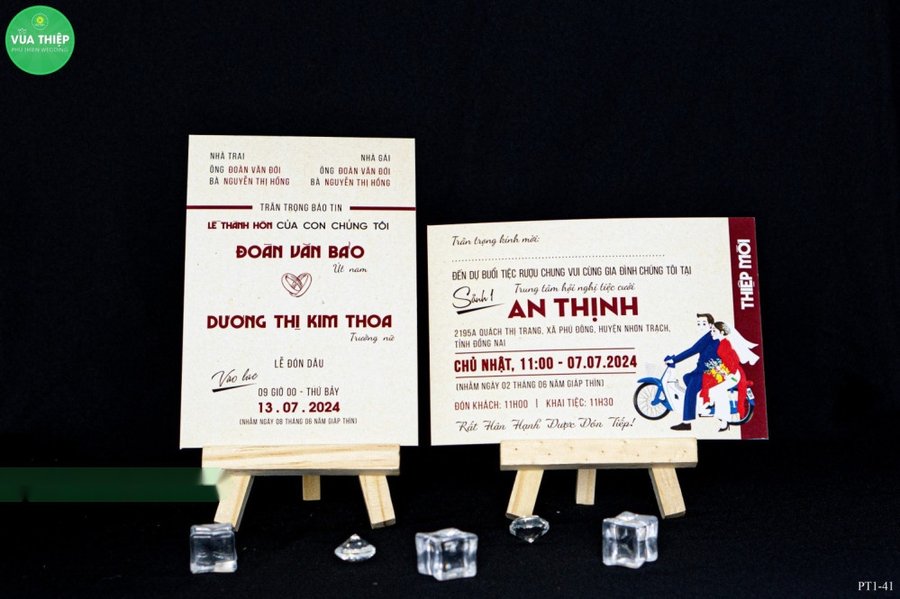 VUA THIỆP
PHÚ THỊNH WEDDING
NHÀ TRAI
ÔNG ĐOÀN VĂN ĐÔI
BÀ NGUYỄN THỊ HỒNG
NHÀ GÁI
ÔNG ĐOÀN VĂN ĐÔI
BÀ NGUYỄN THỊ HỒNG
TRÂN TRỌNG BÁO TIN
LỄ THÀNH HÔN CỦA CON CHÚNG TÔI
ĐOÀN VĂN BẢO
Út nam
DƯƠNG THỊ KIM THOA
Trưởng nữ
LỄ ĐÓN DÂU
Vào lúc
09 GIỜ 00 - THỨ BẢY
13.07.2024
(NHẰM NGÀY 08 THÁNG 06 NĂM GIÁP THÌN)
Trân trọng kính mời:
ĐẾN DỰ BUỔI TIỆC RƯỢU CHUNG VUI CÙNG GIA ĐÌNH CHÚNG TÔI TẠI
Sảnh 1
Trung tâm hội nghị tiệc cưới
AN THỊNH
2195A QUÁCH THỊ TRANG, XÃ PHÚ ĐÔNG, HUYỆN NHƠN TRẠCH,
TỈNH ĐỒNG NAI
CHỦ NHẬT, 11:00 - 07.07.2024
(NHẰM NGÀY 02 THÁNG 06 NĂM GIÁP THÌN)
ĐÓN KHÁCH: 11H00 | KHAI TIỆC: 11H30
Rất Hân Hạnh Được Đón Tiếp!
THIỆP MỜI
PT1-41